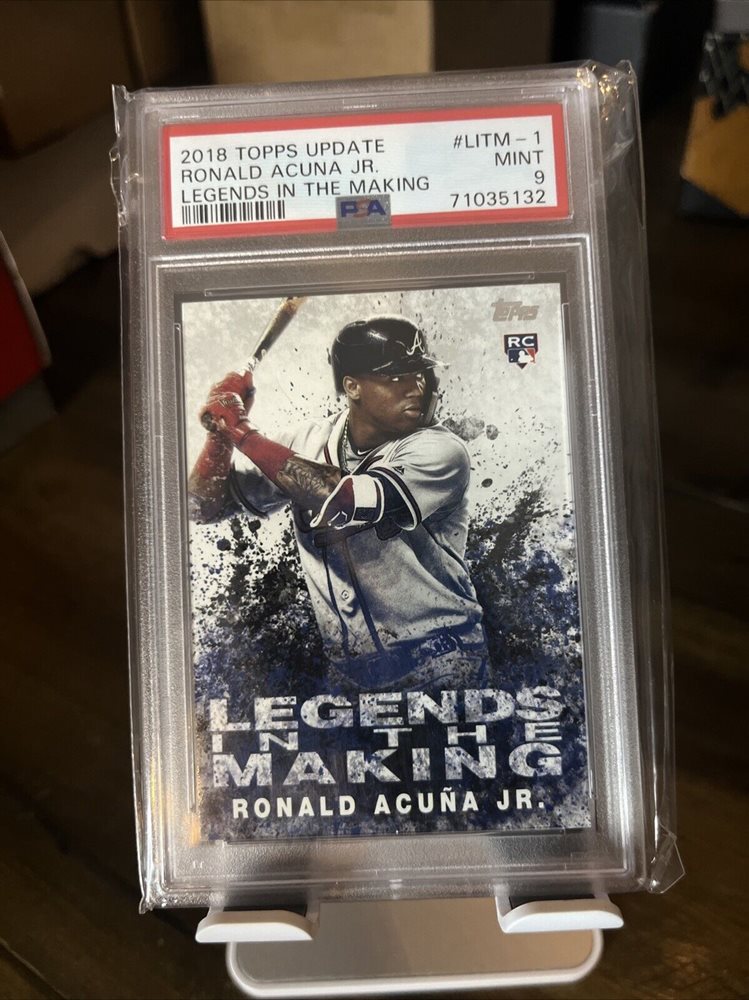 2018 TOPPS UPDATE #LITM-1
RONALD ACUNA JR. MINT
LEGENDS IN THE MAKING 9
PSA 71035132
Topps
RC
A
LEGENDS
IN THE
MAKING
RONALD ACUÑA JR.